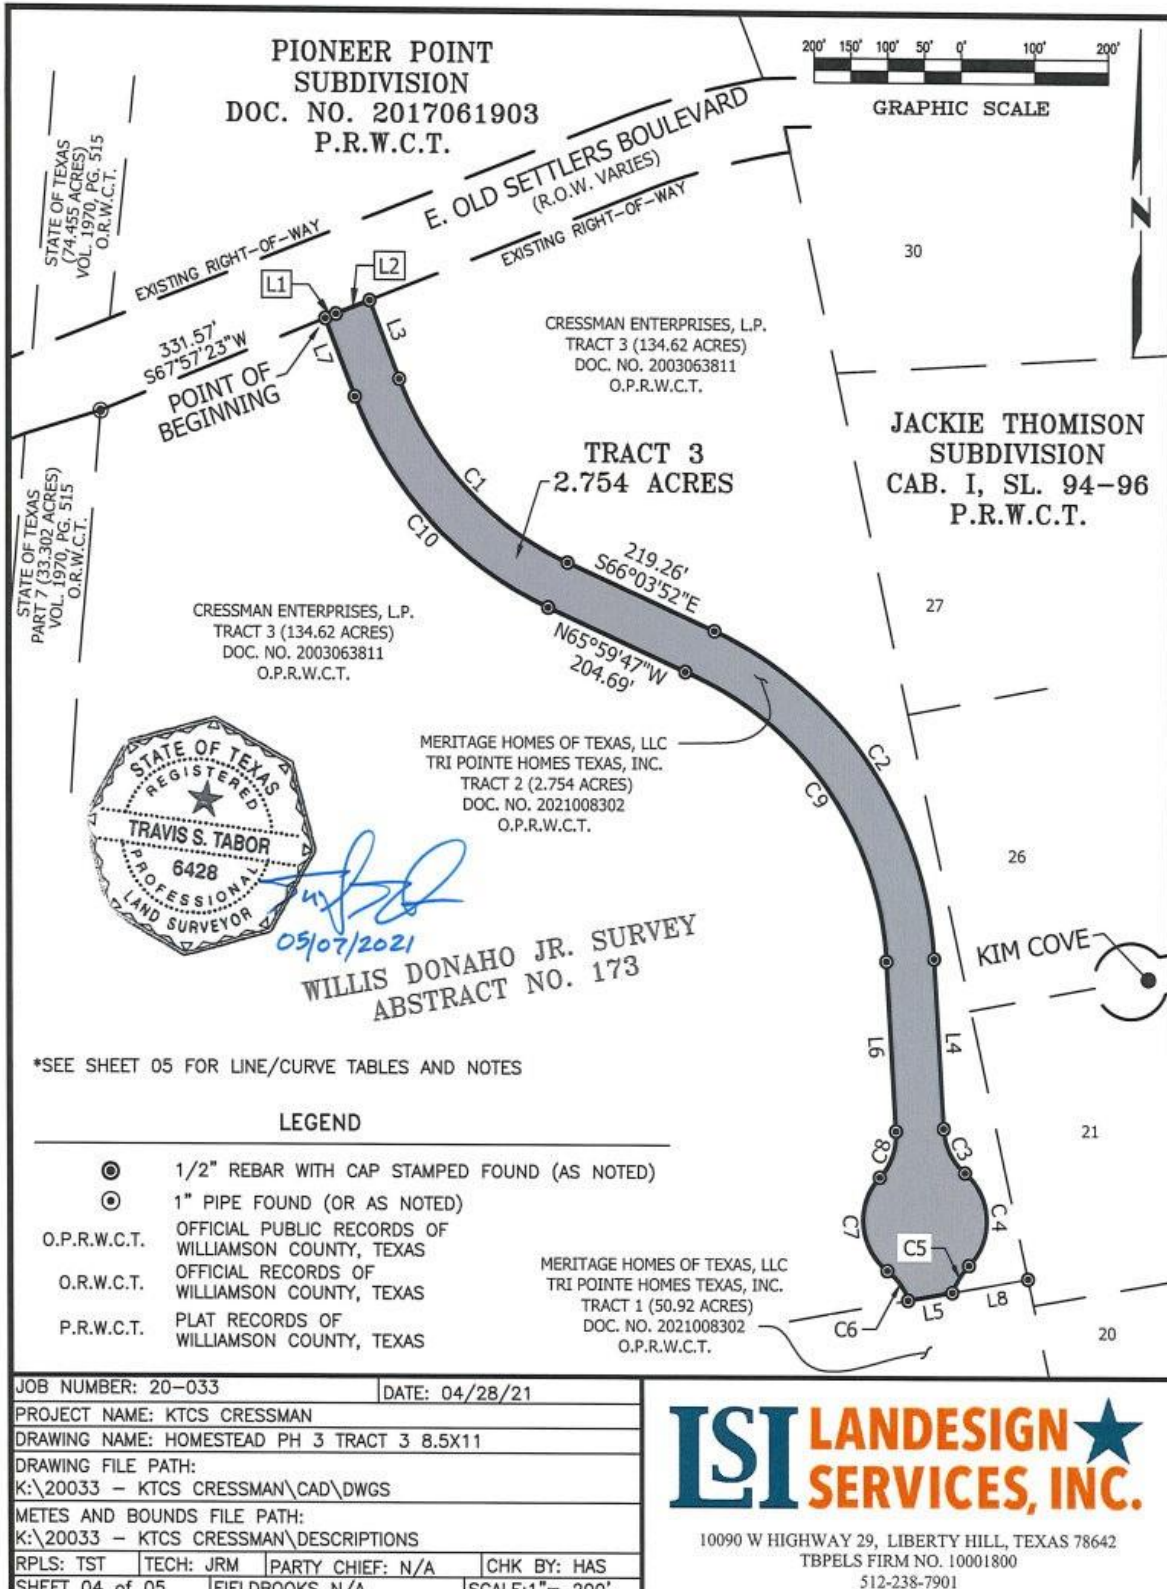 PIONEER POINT
SUBDIVISION
DOC. NO. 2017061903
P.R.W.C.T.
200' 150' 100' 50' 0' 100' 200'
GRAPHIC SCALE
N
STATE OF TEXAS
(74.455 ACRES)
VOL. 1970, PG. 515
O.R.W.C.T.
E. OLD SETTLERS BOULEVARD
(R.O.W. VARIES)
EXISTING RIGHT-OF-WAY
EXISTING RIGHT-OF-WAY
30
L1
L2
L3
L7
331.57'
S67°57'23"W
POINT OF
BEGINNING
CRESSMAN ENTERPRISES, L.P.
TRACT 3 (134.62 ACRES)
DOC. NO. 2003063811
O.P.R.W.C.T.
JACKIE THOMISON
SUBDIVISION
CAB. I, SL. 94-96
P.R.W.C.T.
TRACT 3
2.754 ACRES
STATE OF TEXAS
PART 7 (33.302 ACRES)
VOL. 1970, PG. 515
O.R.W.C.T.
C1
C10
219.26'
S66°03'52"E
27
CRESSMAN ENTERPRISES, L.P.
TRACT 3 (134.62 ACRES)
DOC. NO. 2003063811
O.P.R.W.C.T.
N65°59'47"W
204.69'
MERITAGE HOMES OF TEXAS, LLC
TRI POINTE HOMES TEXAS, INC.
TRACT 2 (2.754 ACRES)
DOC. NO. 2021008302
O.P.R.W.C.T.
C2
C9
26
STATE OF TEXAS
REGISTERED
TRAVIS S. TABOR
6428
PROFESSIONAL
LAND SURVEYOR
05/07/2021
WILLIS DONAHO JR. SURVEY
ABSTRACT NO. 173
KIM COVE
L6
L4
21
*SEE SHEET 05 FOR LINE/CURVE TABLES AND NOTES
LEGEND
1/2" REBAR WITH CAP STAMPED FOUND (AS NOTED)
1" PIPE FOUND (OR AS NOTED)
O.P.R.W.C.T. OFFICIAL PUBLIC RECORDS OF
WILLIAMSON COUNTY, TEXAS
O.R.W.C.T. OFFICIAL RECORDS OF
WILLIAMSON COUNTY, TEXAS
P.R.W.C.T. PLAT RECORDS OF
WILLIAMSON COUNTY, TEXAS
C8
C3
C7
C4
C5
C6
L5
L8
20
MERITAGE HOMES OF TEXAS, LLC
TRI POINTE HOMES TEXAS, INC.
TRACT 1 (50.92 ACRES)
DOC. NO. 2021008302
O.P.R.W.C.T.
JOB NUMBER: 20-033 DATE: 04/28/21
PROJECT NAME: KTCS CRESSMAN
DRAWING NAME: HOMESTEAD PH 3 TRACT 3 8.5X11
DRAWING FILE PATH:
K:\20033 - KTCS CRESSMAN\CAD\DWGS
METES AND BOUNDS FILE PATH:
K:\20033 - KTCS CRESSMAN\DESCRIPTIONS
RPLS: TST TECH: JRM PARTY CHIEF: N/A CHK BY: HAS
SHEET 04 of 05 FIELDBOOKS N/A SCALE:1"= 200'
LSI LANDESIGN
SERVICES, INC.
10090 W HIGHWAY 29, LIBERTY HILL, TEXAS 78642
TBPELS FIRM NO. 10001800
512-238-7901